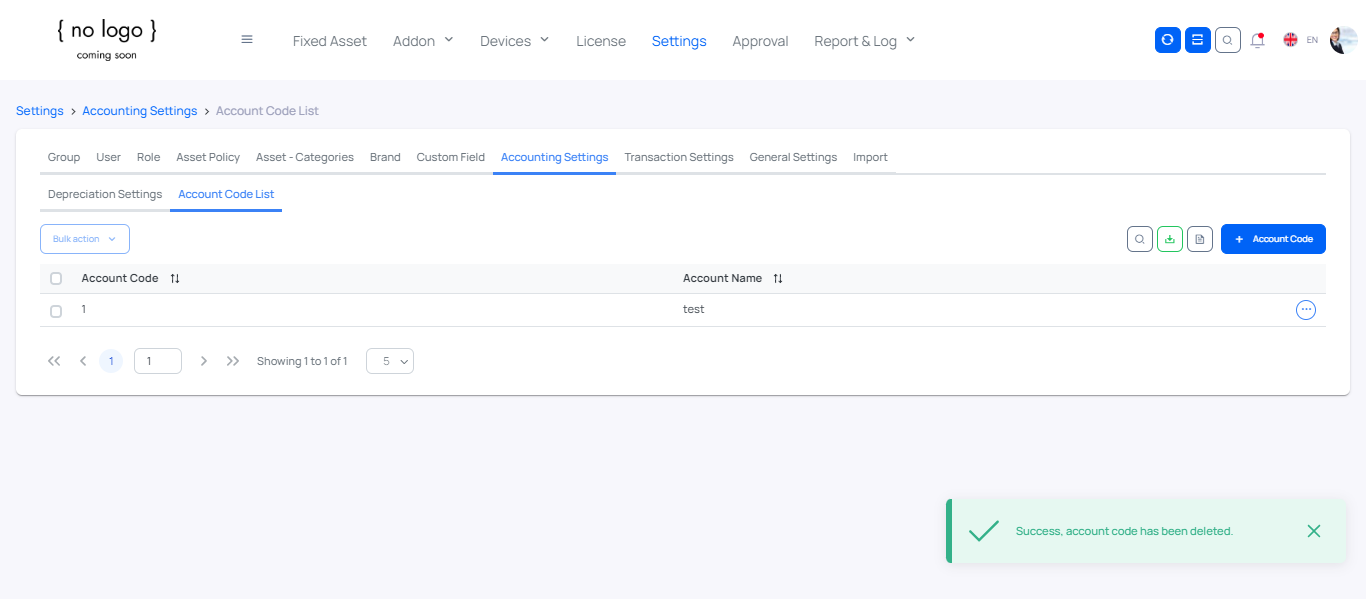 { no logo }
coming soon
Fixed Asset Addon Devices License Settings Approval Report & Log EN
Settings > Accounting Settings > Account Code List
Group User Role Asset Policy Asset - Categories Brand Custom Field Accounting Settings Transaction Settings General Settings Import
Depreciation Settings Account Code List
Bulk action + Account Code
Account Code Account Name
1 test
1 1 Showing 1 to 1 of 1 5
Success, account code has been deleted.